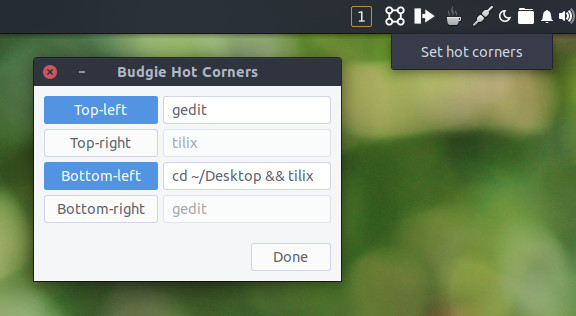 1
Set hot corners
Budgie Hot Corners
Top-left gedit
Top-right tilix
Bottom-left cd ~/Desktop && tilix
Bottom-right gedit
Done